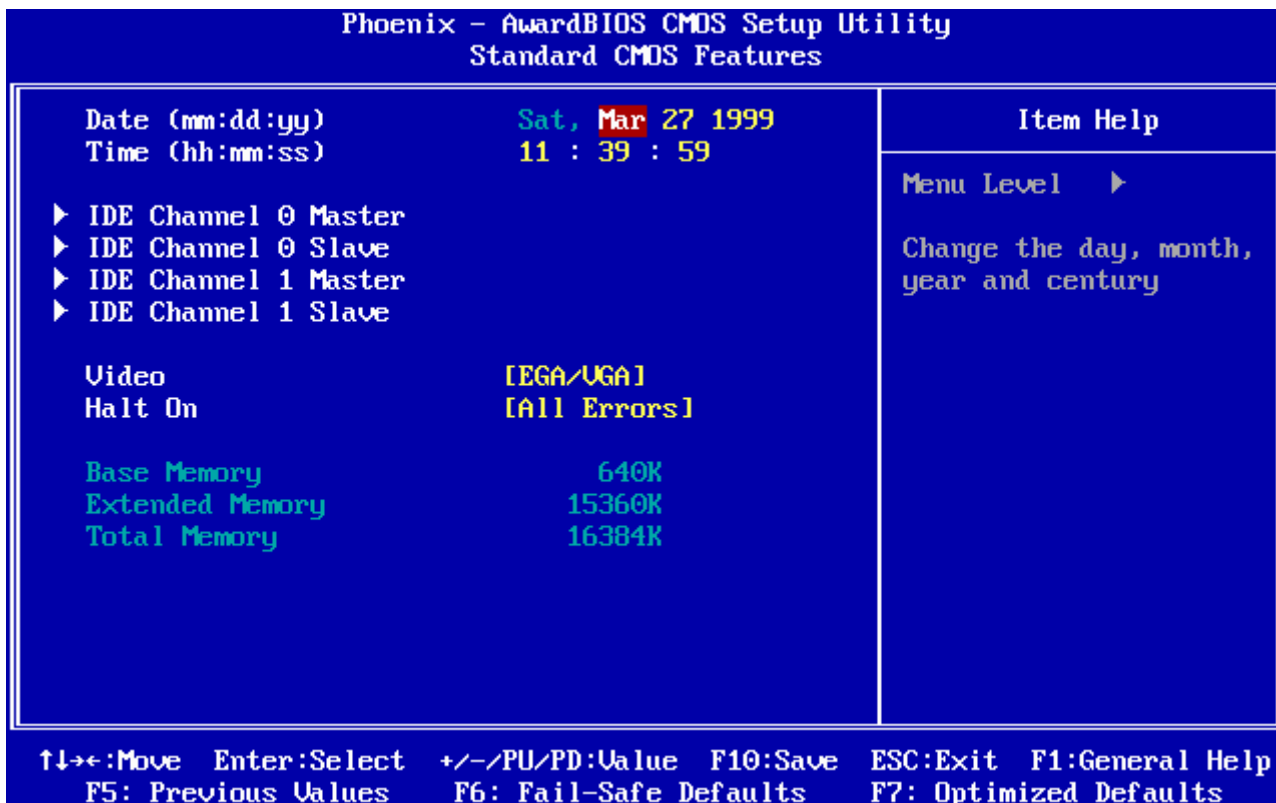 Phoenix - AwardBIOS CMOS Setup Utility
Standard CMOS Features
Date (mm:dd:yy) Sat, Mar 27 1999
Time (hh:mm:ss) 11 : 39 : 59
IDE Channel 0 Master
IDE Channel 0 Slave
IDE Channel 1 Master
IDE Channel 1 Slave
Video [EGA/VGA]
Halt On [All Errors]
Base Memory 640K
Extended Memory 15360K
Total Memory 16384K
Item Help
Menu Level
Change the day, month,
year and century
↑↓→←:Move Enter:Select +/-/PU/PD:Value F10:Save ESC:Exit F1:General Help
F5: Previous Values F6: Fail-Safe Defaults F7: Optimized Defaults